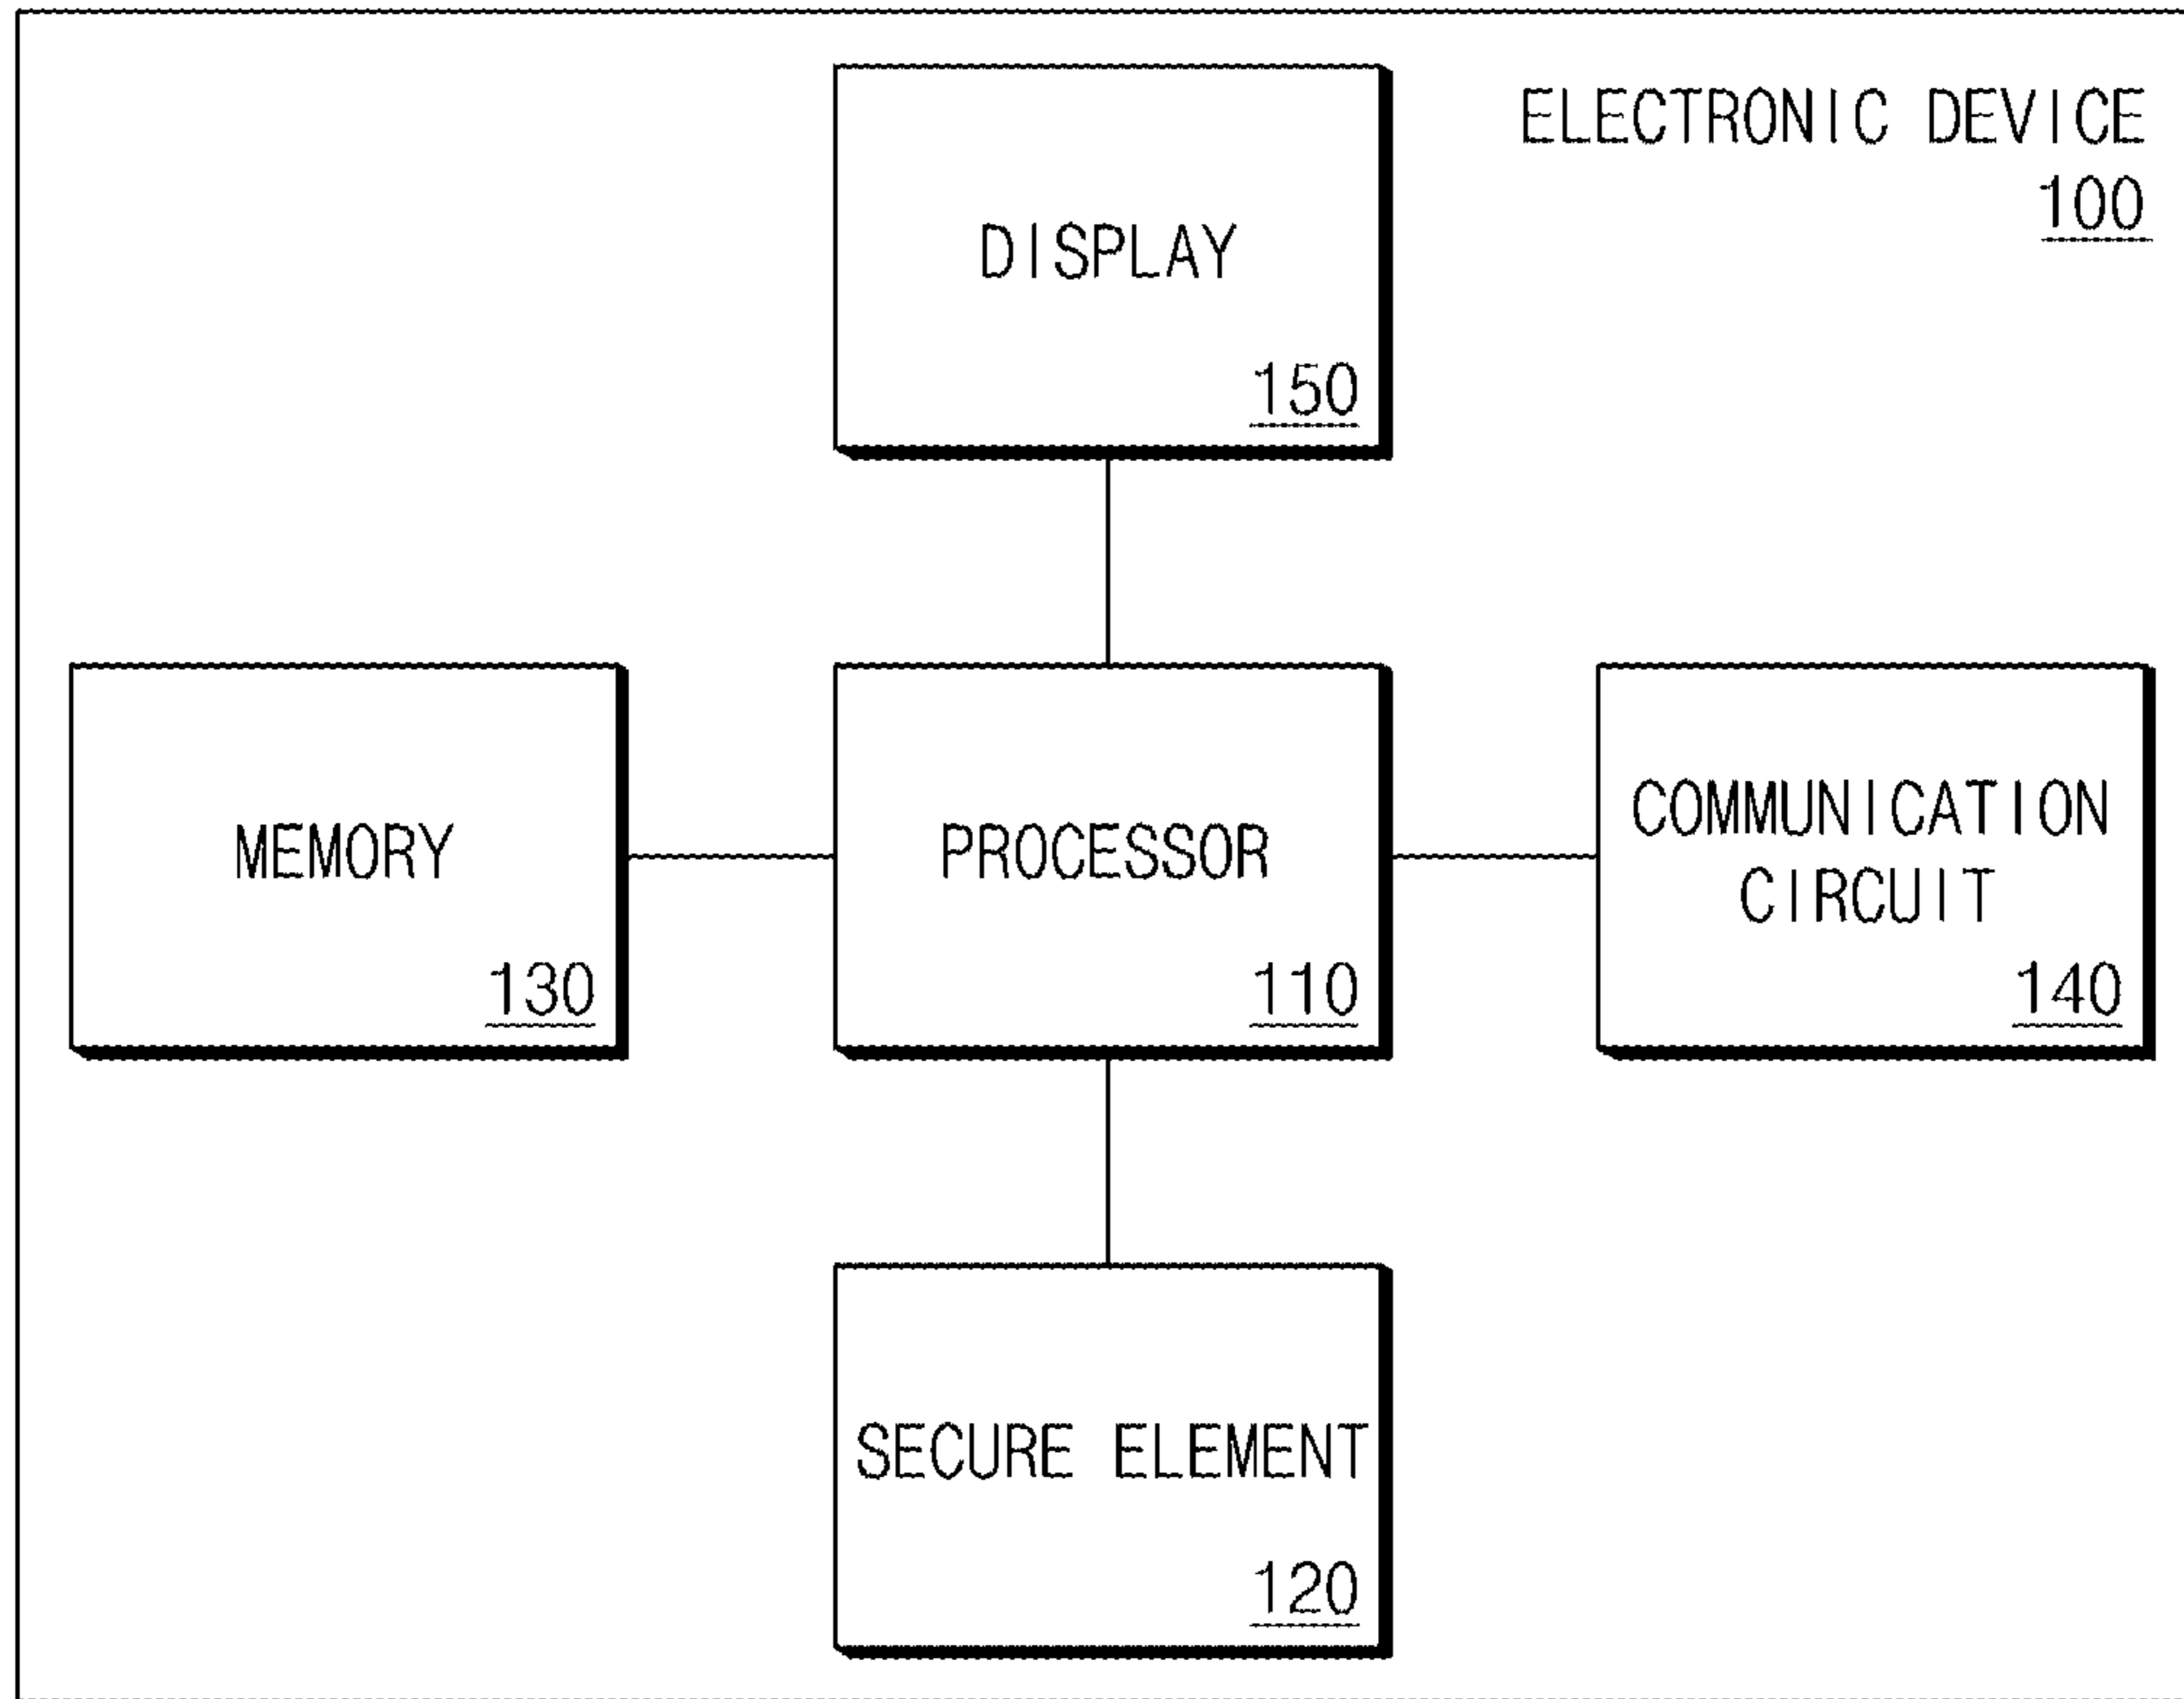 ELECTRONIC DEVICE
100
DISPLAY
150
MEMORY
130
PROCESSOR
110
COMMUNICATION
CIRCUIT
140
SECURE ELEMENT
120